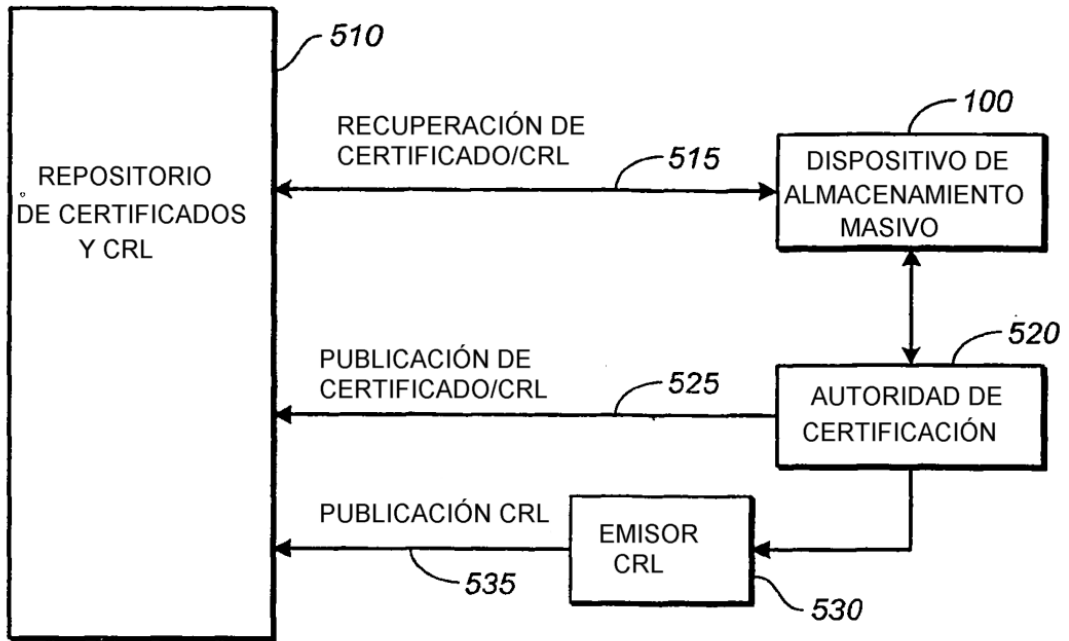 510
REPOSITORIO
DE CERTIFICADOS
Y CRL
RECUPERACIÓN DE
CERTIFICADO/CRL
515
100
DISPOSITIVO DE
ALMACENAMIENTO
MASIVO
PUBLICACIÓN DE
CERTIFICADO/CRL
525
520
AUTORIDAD DE
CERTIFICACIÓN
PUBLICACIÓN CRL
535
EMISOR
CRL
530